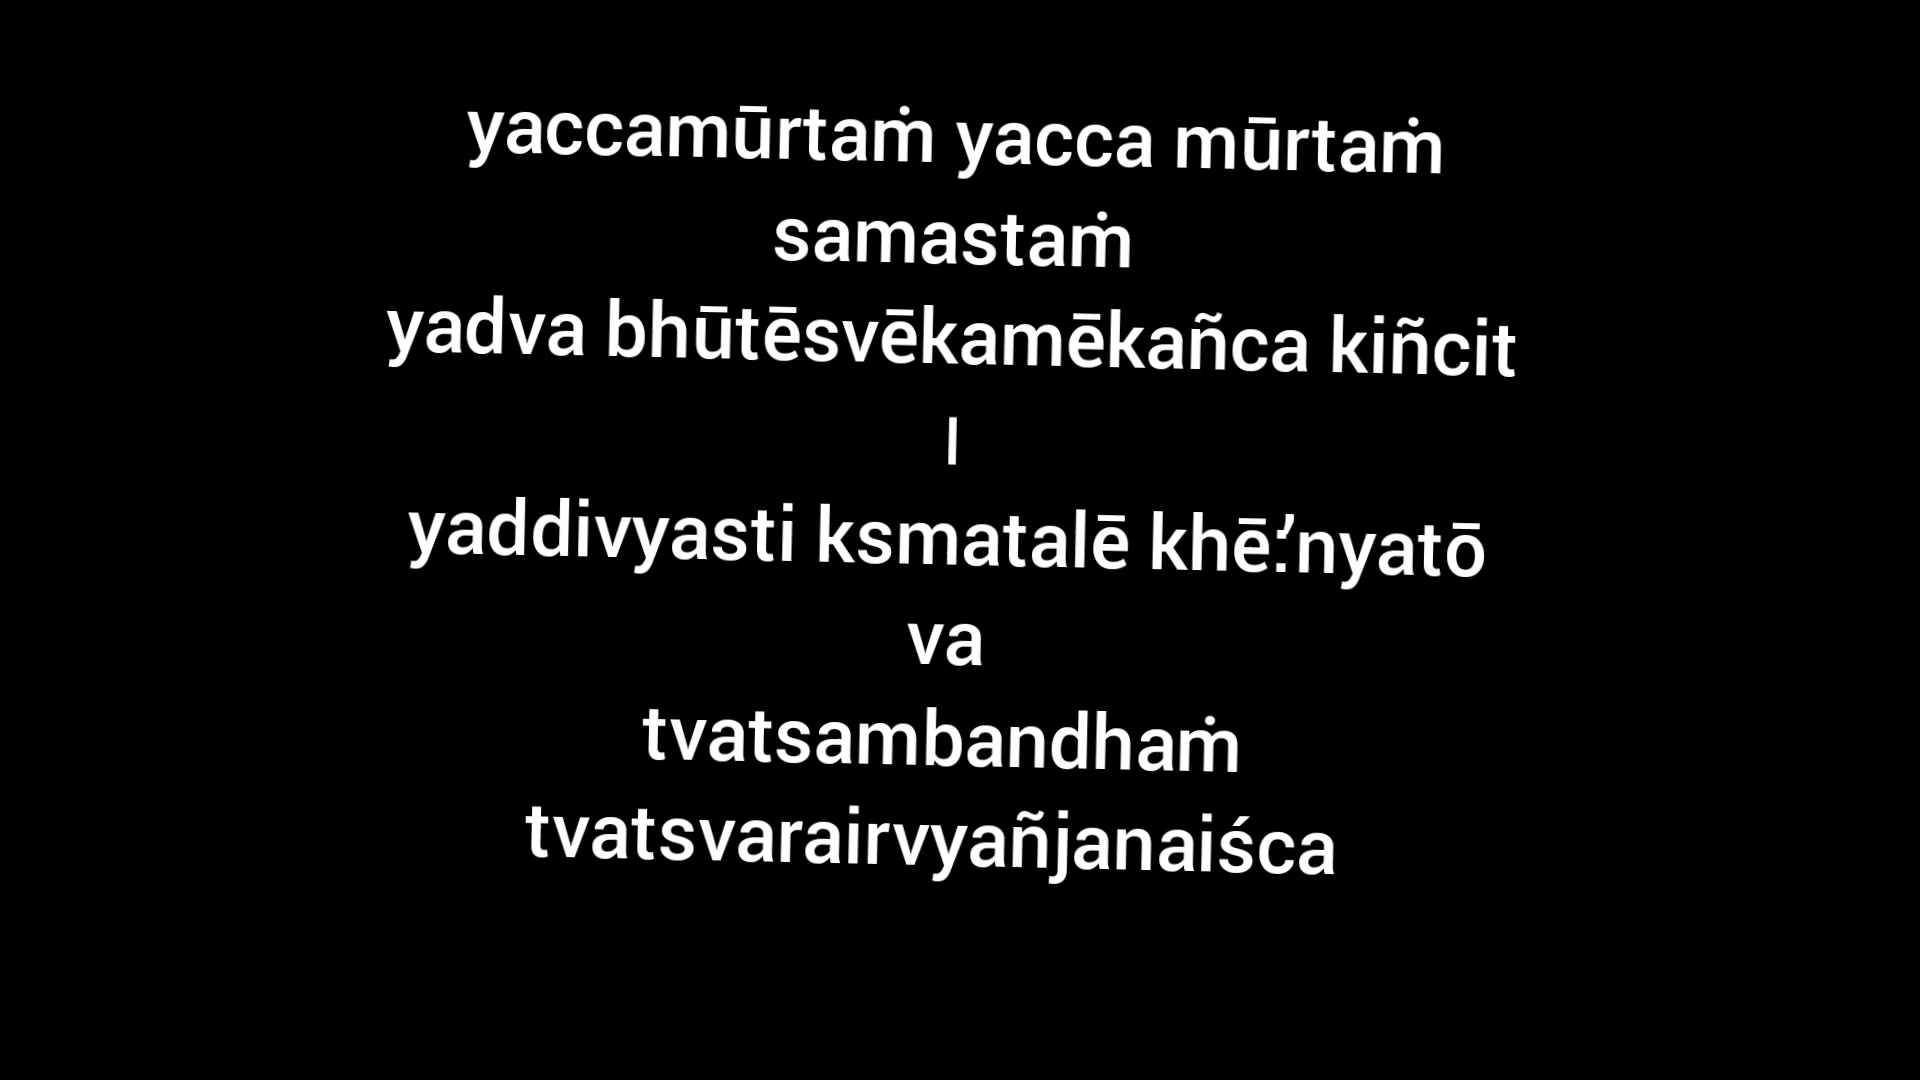 yaccamūrtaṁ yacca mūrtaṁ
samastaṁ
yadva bhūtēsvēkamēkañca kiñcit
।
yaddivyasti ksmatalē khē:’nyatō
va
tvatsambandhaṁ
tvatsvarairvyañjanaiśca